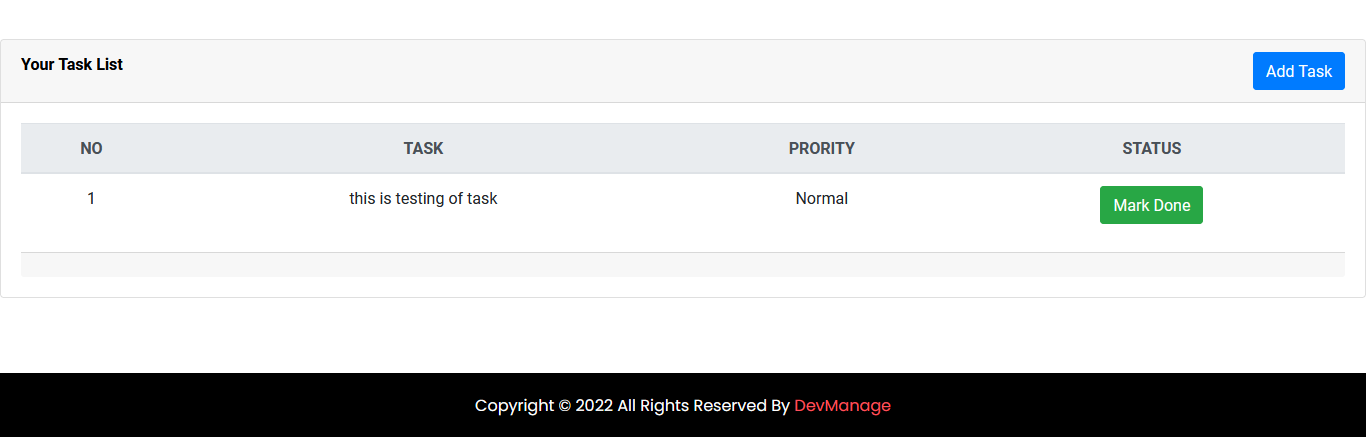 Your Task List
Add Task
NO TASK PRORITY STATUS
1 this is testing of task Normal Mark Done
Copyright © 2022 All Rights Reserved By DevManage